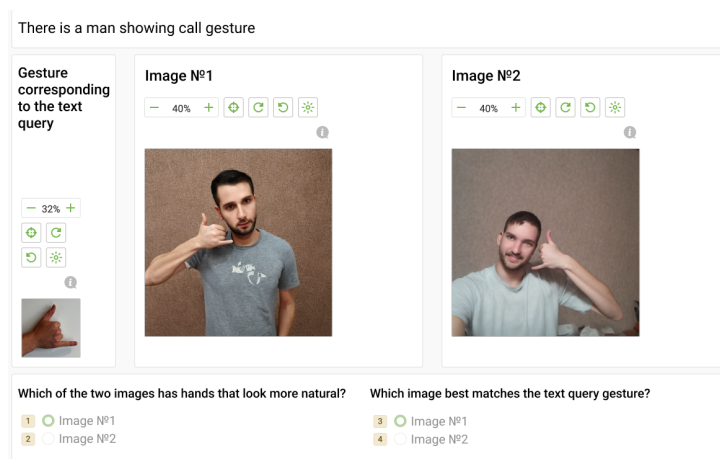 There is a man showing call gesture
Gesture
corresponding
to the text
query
32%
Image №1
40%
Image №2
40%
Which of the two images has hands that look more natural?
1 Image №1
2 Image №2
Which image best matches the text query gesture?
3 Image №1
4 Image №2